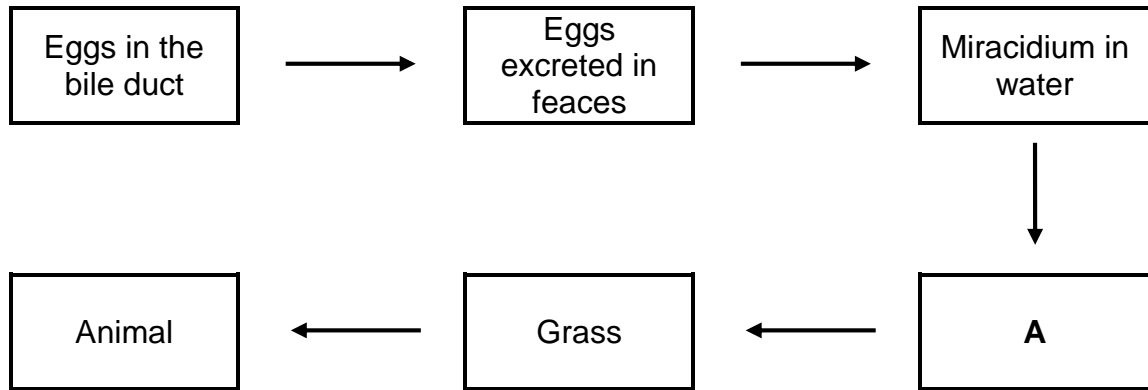 Eggs in the
bile duct
Eggs
excreted in
feaces
Miracidium in
water
A
Grass
Animal